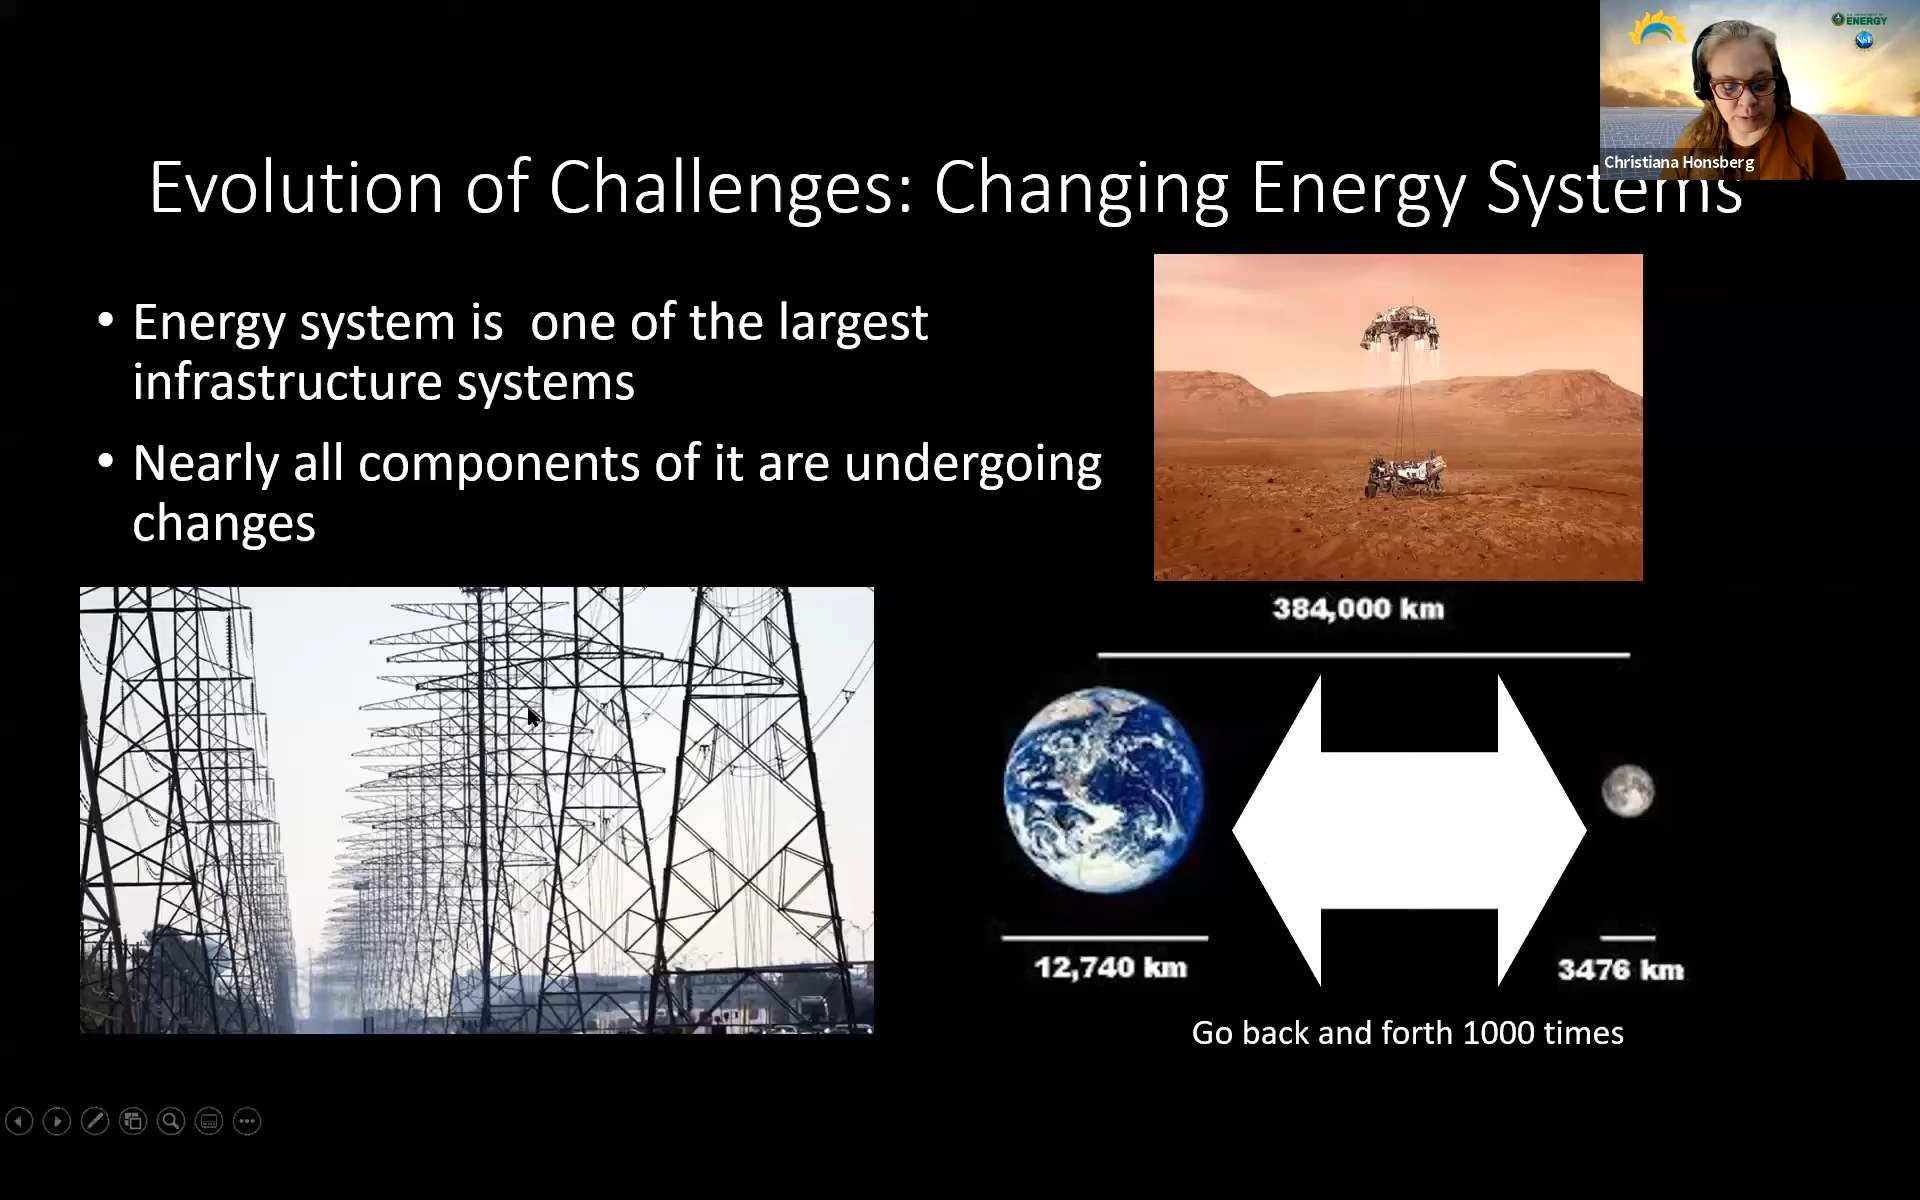 ENERGY
NSF
Christiana Honsberg
Evolution of Challenges: Changing Energy Systems
• Energy system is  one of the largest
infrastructure systems
• Nearly all components of it are undergoing
changes
384,000 km
12,740 km
3476 km
Go back and forth 1000 times